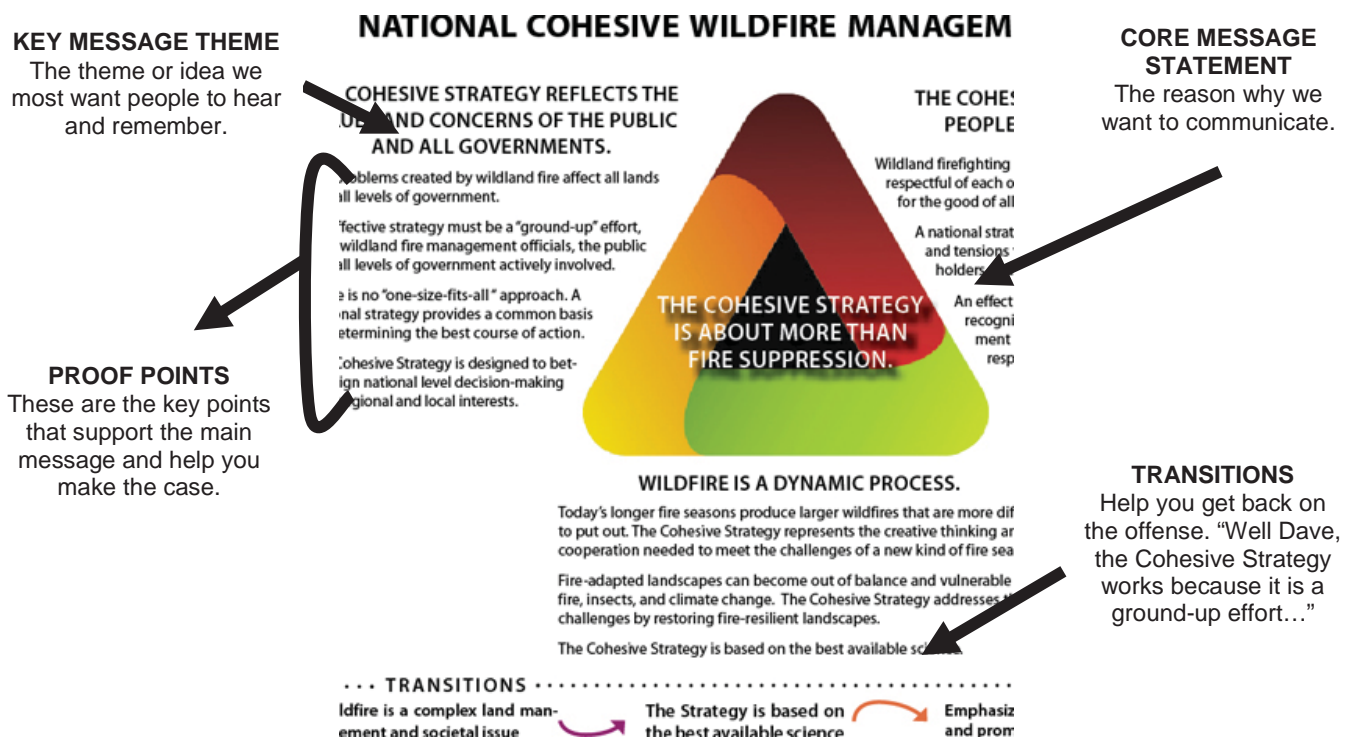 NATIONAL COHESIVE WILDFIRE MANAGEM
KEY MESSAGE THEME
The theme or idea we
most want people to hear
and remember.
COHESIVE STRATEGY REFLECTS THE
AND CONCERNS OF THE PUBLIC
AND ALL GOVERNMENTS.
oblems created by wildland fire affect all lands
all levels of government.
fective strategy must be a "ground-up" effort,
wildland fire management officials, the public
all levels of government actively involved.
e is no "one-size-fits-all" approach. A
onal strategy provides a common basis
etermining the best course of action.
Cohesive Strategy is designed to bet-
ign national level decision-making
gional and local interests.
PROOF POINTS
These are the key points
that support the main
message and help you
make the case.
THE COHESIVE STRATEGY
IS ABOUT MORE THAN
FIRE SUPPRESSION.
THE COHES
PEOPLE
Wildland firefighting
respectful of each o
for the good of all
A national strat
and tensions
holders
An effect
recogni
ment
resp
CORE MESSAGE
STATEMENT
The reason why we
want to communicate.
WILDFIRE IS A DYNAMIC PROCESS.
Today's longer fire seasons produce larger wildfires that are more dif
to put out. The Cohesive Strategy represents the creative thinking an
cooperation needed to meet the challenges of a new kind of fire sea
Fire-adapted landscapes can become out of balance and vulnerable
fire, insects, and climate change. The Cohesive Strategy addresses
challenges by restoring fire-resilient landscapes.
The Cohesive Strategy is based on the best available
TRANSITIONS
Help you get back on
the offense. “Well Dave,
the Cohesive Strategy
works because it is a
ground-up effort…”
··· TRANSITIONS ···
ldfire is a complex land man-
ement and societal issue
The Strategy is based on
the best available science
Emphasiz
and prom